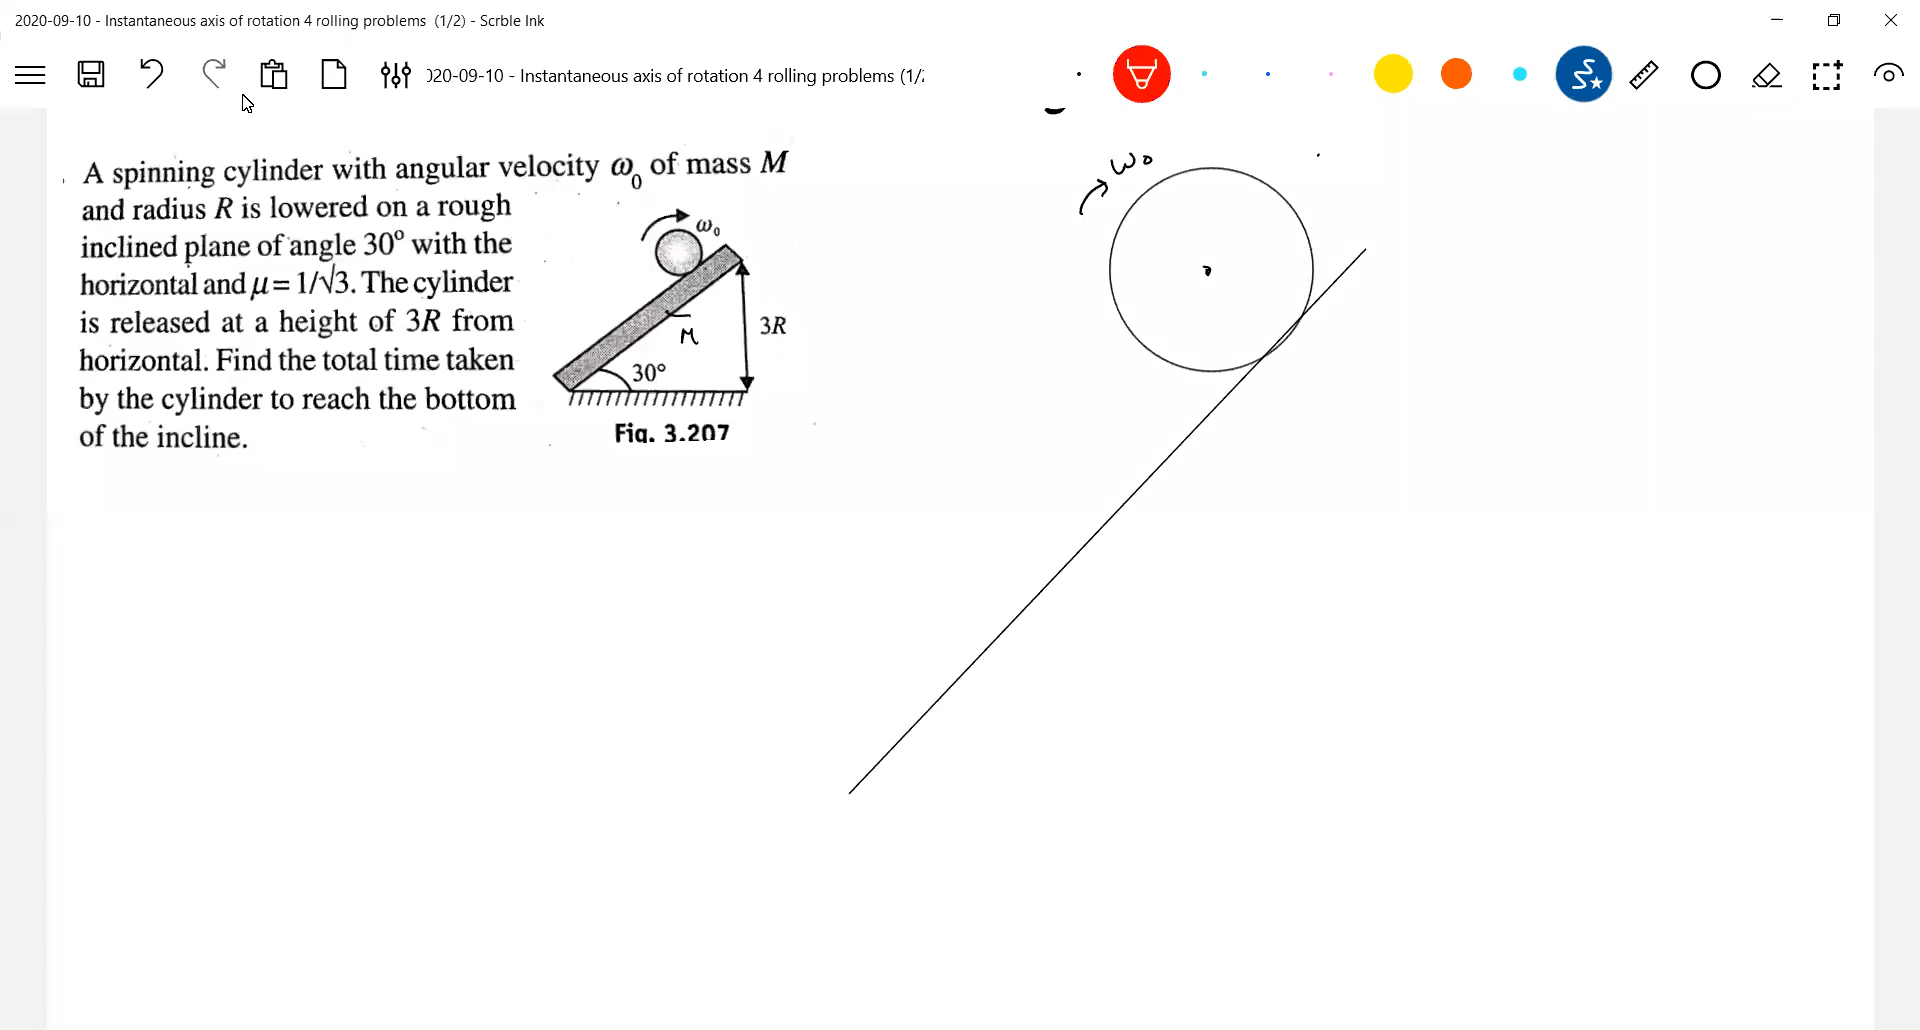 2020-09-10 - Instantaneous axis of rotation 4 rolling problems (1/2) - Scrble Ink
020-09-10 - Instantaneous axis of rotation 4 rolling problems (1/2
A spinning cylinder with angular velocity ω₀ of mass M
and radius R is lowered on a rough
inclined plane of angle 30° with the
horizontal and μ = 1/√3. The cylinder
is released at a height of 3R from
horizontal. Find the total time taken
by the cylinder to reach the bottom
of the incline.
ω₀
M
3R
30°
Fig. 3.207
ω₀